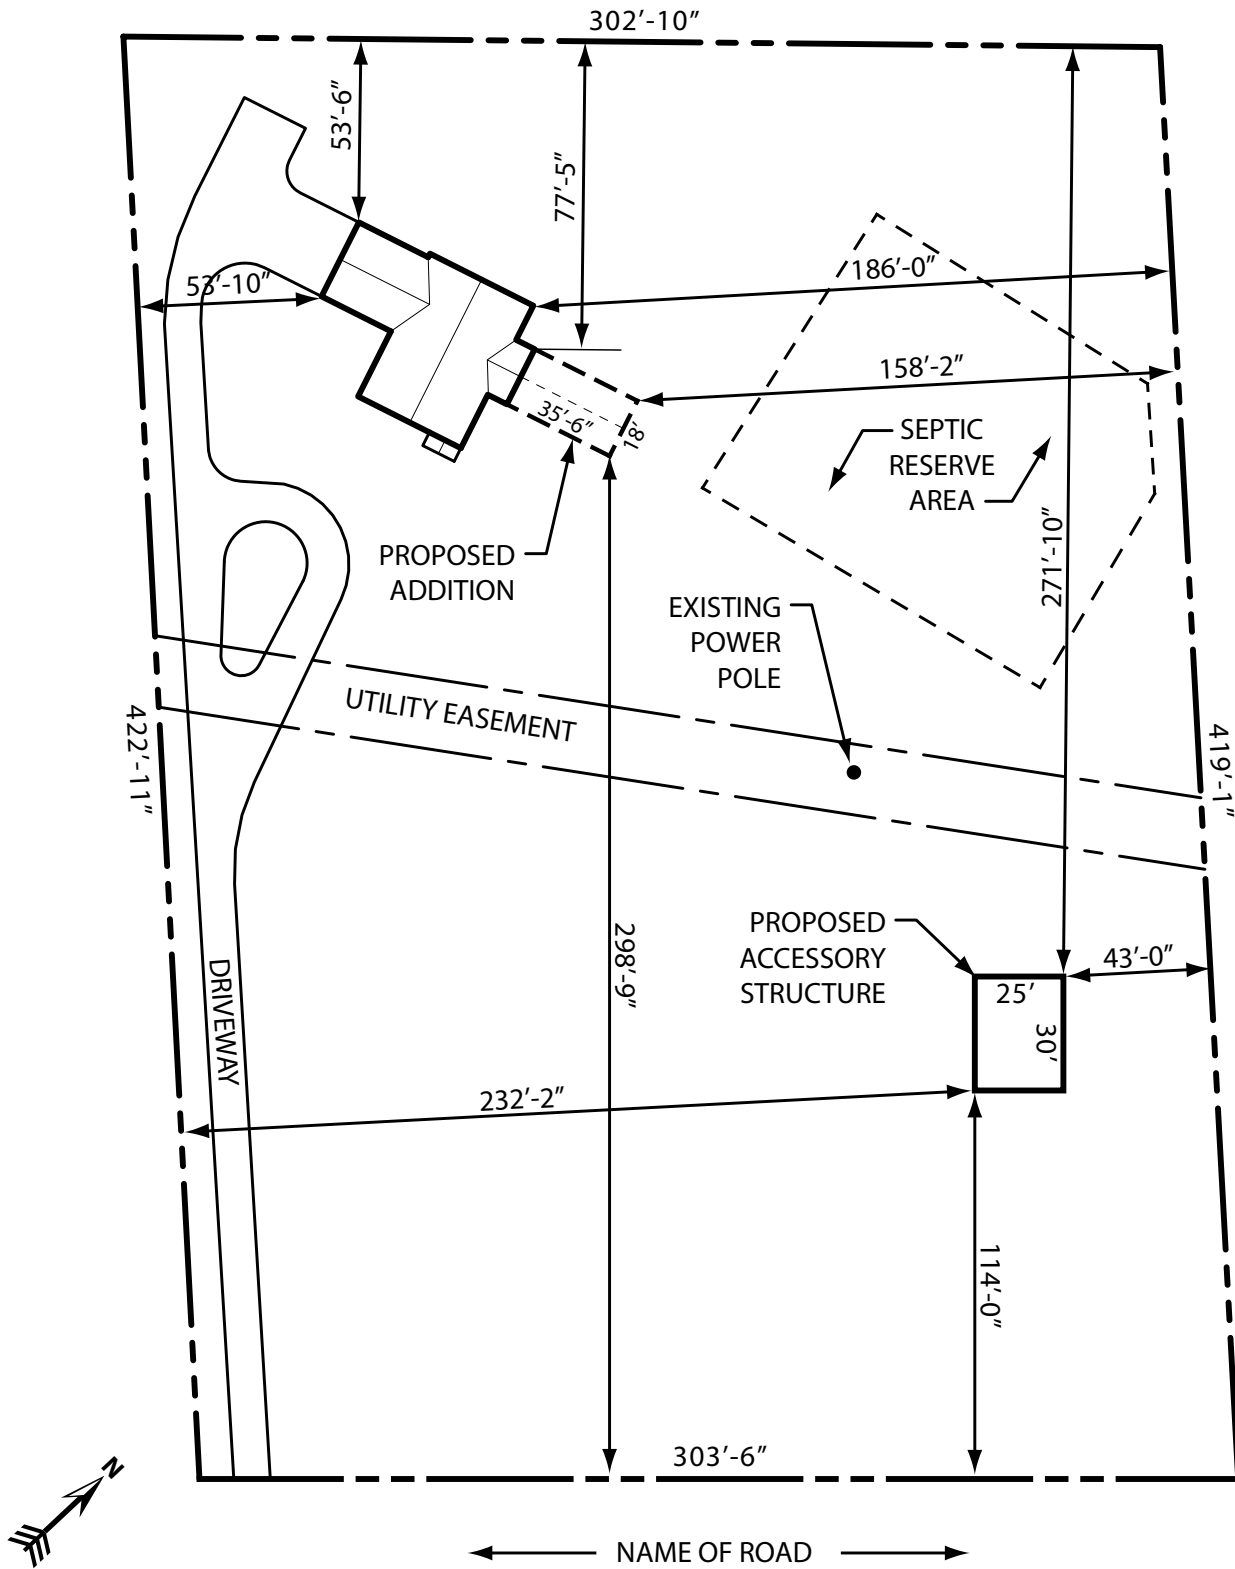 302'-10"
53'-6"
77'-5"
186'-0"
53'-10"
158'-2"
35'-6"
18'
SEPTIC
RESERVE
AREA
271'-10"
PROPOSED
ADDITION
EXISTING
POWER
POLE
UTILITY EASEMENT
422'-11"
419'-1"
PROPOSED
ACCESSORY
STRUCTURE
298'-9"
43'-0"
25'
30'
DRIVEWAY
232'-2"
114'-0"
303'-6"
N
NAME OF ROAD